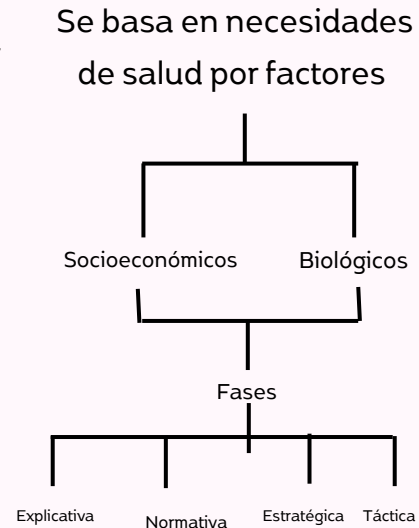 Se basa en necesidades
de salud por factores
Socioeconómicos
Biológicos
Fases
Explicativa
Normativa
Estratégica
Táctica